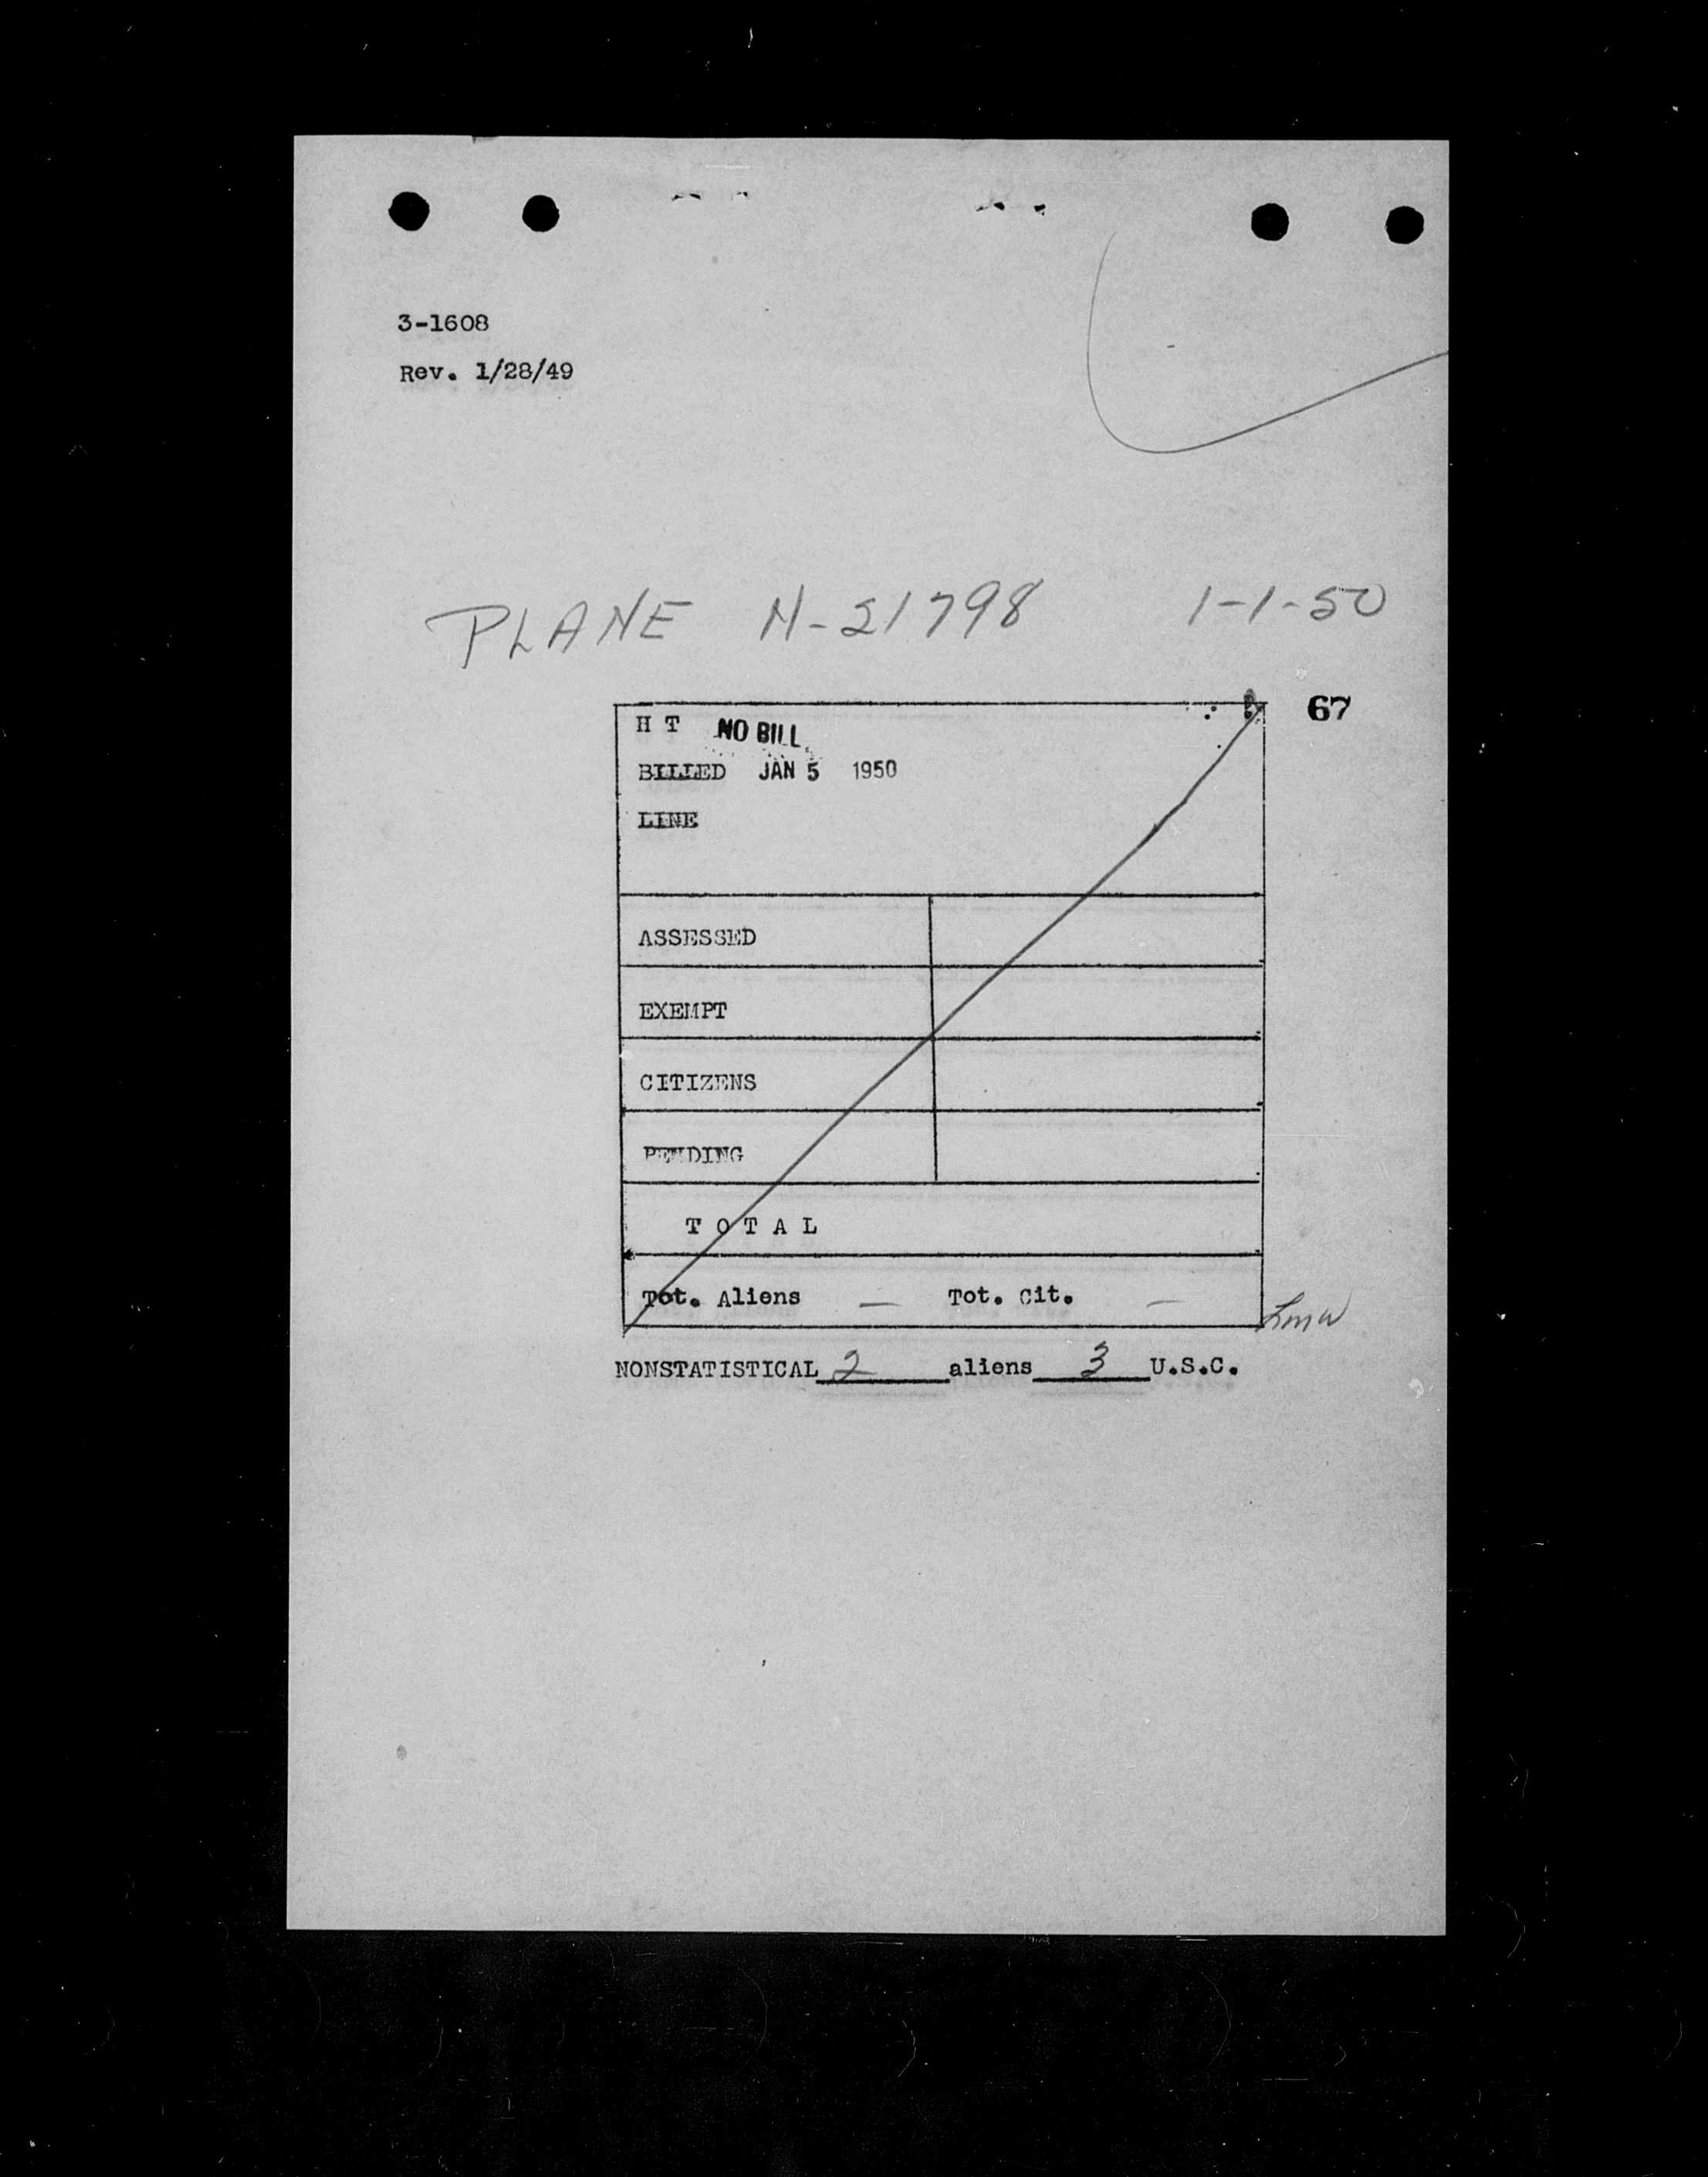 3-1608
Rev. 1/28/49
PLANE N-21798 1-1-50
67
H T NO BILL
BILLED JAN 5 1950
LINE
ASSESSED
EXEMPT
CITIZENS
PENDING
T O T A L
Tot. Aliens — Tot. Cit. —
NONSTATISTICAL 2 aliens 3 U.S.C.